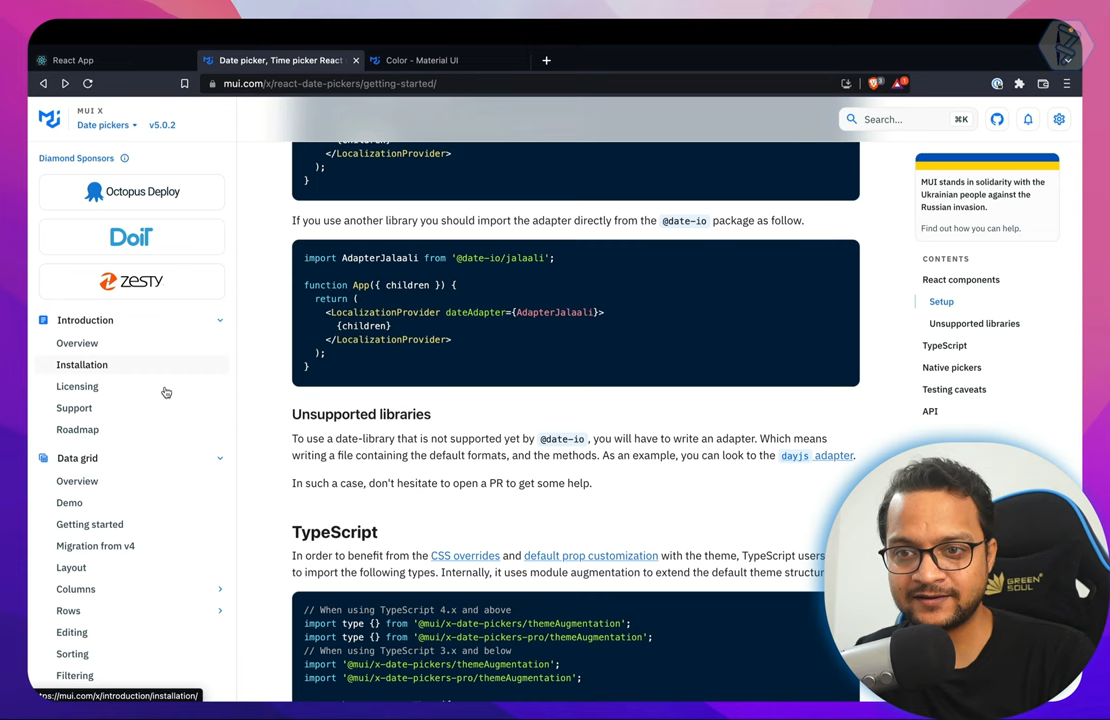 React App
Date picker, Time picker React
Color - Material UI
mui.com/x/react-date-pickers/getting-started/
3
1
MUI X
Date pickers
v5.0.2
Search...
⌘K
Diamond Sponsors
Octopus Deploy
DoiT
ZESTY
Introduction
Overview
Installation
Licensing
Support
Roadmap
Data grid
Overview
Demo
Getting started
Migration from v4
Layout
Columns
Rows
Editing
Sorting
Filtering
tps://mui.com/x/introduction/installation/
</LocalizationProvider>
);
}
If you use another library you should import the adapter directly from the @date-io package as follow.
import AdapterJalaali from '@date-io/jalaali';
function App({ children }) {
return (
<LocalizationProvider dateAdapter={AdapterJalaali}>
{children}
</LocalizationProvider>
);
}
Unsupported libraries
To use a date-library that is not supported yet by @date-io, you will have to write an adapter. Which means
writing a file containing the default formats, and the methods. As an example, you can look to the dayjs adapter.
In such a case, don't hesitate to open a PR to get some help.
TypeScript
In order to benefit from the CSS overrides and default prop customization with the theme, TypeScript users
to import the following types. Internally, it uses module augmentation to extend the default theme structur
// When using TypeScript 4.x and above
import type {} from '@mui/x-date-pickers/themeAugmentation';
import type {} from '@mui/x-date-pickers-pro/themeAugmentation';
// When using TypeScript 3.x and below
import '@mui/x-date-pickers/themeAugmentation';
import '@mui/x-date-pickers-pro/themeAugmentation';
MUI stands in solidarity with the
Ukrainian people against the
Russian invasion.
Find out how you can help.
CONTENTS
React components
Setup
Unsupported libraries
TypeScript
Native pickers
Testing caveats
API
GREEN
SOUL